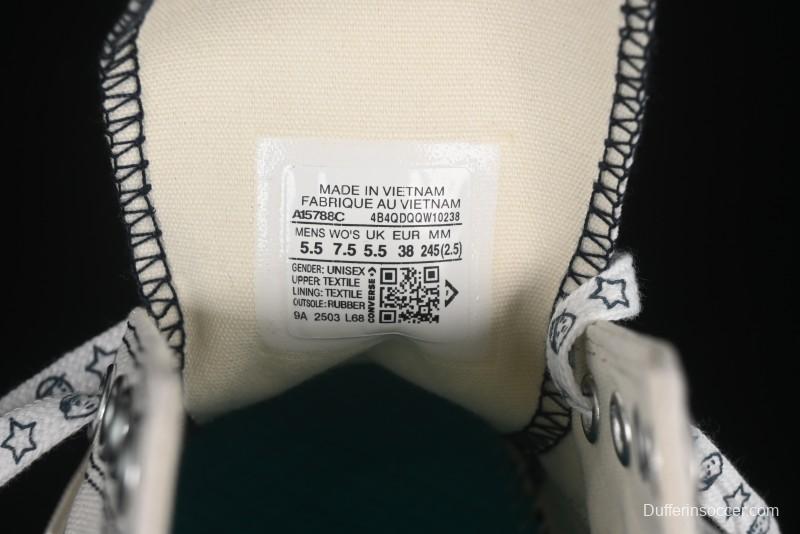 MADE IN VIETNAM
FABRIQUE AU VIETNAM
A15788C 4B4QDQQW10238
MENS WO'S UK EUR MM
5.5 7.5 5.5 38 245(2.5)
GENDER: UNISEX
UPPER: TEXTILE
LINING: TEXTILE
OUTSOLE: RUBBER
9A 2503 L68
CONVERSE
Dufferinsoccer.com